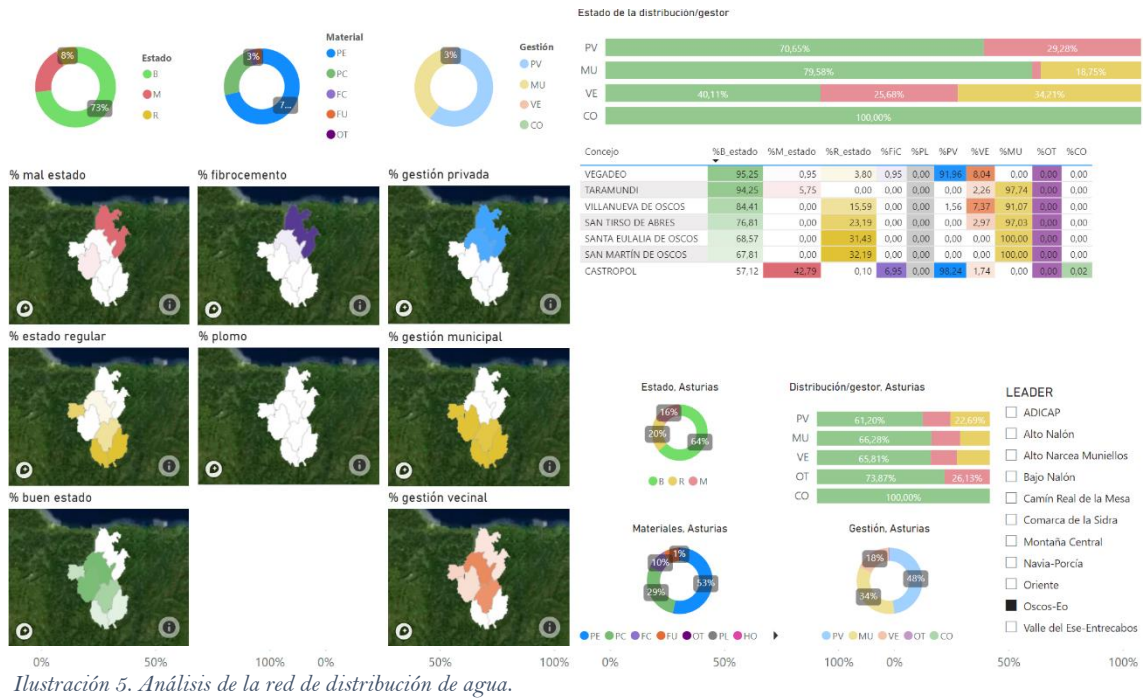 Estado
B
M
R
8%
73%
Material
PE
PC
FC
FU
OT
3%
7...
Gestión
PV
MU
VE
CO
3%
Estado de la distribución/gestor
PV 70,65% 29,28%
MU 79,58% 18,75%
VE 40,11% 25,68% 34,21%
CO 100,00%
Concejo %B_estado %M_estado %R_estado %FiC %PL %PV %VE %MU %OT %CO
VEGADEO 95,25 0,95 3,80 0,95 0,00 91,96 8,04 0,00 0,00 0,00
TARAMUNDI 94,25 5,75 0,00 0,00 0,00 0,00 2,26 97,74 0,00 0,00
VILLANUEVA DE OSCOS 84,41 0,00 15,59 0,00 0,00 1,56 7,37 91,07 0,00 0,00
SAN TIRSO DE ABRES 76,81 0,00 23,19 0,00 0,00 0,00 2,97 97,03 0,00 0,00
SANTA EULALIA DE OSCOS 68,57 0,00 31,43 0,00 0,00 0,00 0,00 100,00 0,00 0,00
SAN MARTÍN DE OSCOS 67,81 0,00 32,19 0,00 0,00 0,00 0,00 100,00 0,00 0,00
CASTROPOL 57,12 42,79 0,10 6,95 0,00 98,24 1,74 0,00 0,00 0,02
% mal estado
% fibrocemento
% gestión privada
% estado regular
% plomo
% gestión municipal
% buen estado
% gestión vecinal
Estado, Asturias
16%
20%
64%
B R M
Distribución/gestor, Asturias
PV 61,20% 22,69%
MU 66,28%
VE 65,81%
OT 73,87% 26,13%
CO 100,00%
Materiales, Asturias
1%
10%
53%
29%
PE PC FC FU OT PL HO
Gestión, Asturias
18%
48%
34%
PV MU VE OT CO
LEADER
ADICAP
Alto Nalón
Alto Narcea Muniellos
Bajo Nalón
Camín Real de la Mesa
Comarca de la Sidra
Montaña Central
Navia-Porcía
Oriente
Oscos-Eo
Valle del Ese-Entrecabos
0% 50% 100% 0% 50% 100% 0% 50% 100% 0% 50% 100%
Ilustración 5. Análisis de la red de distribución de agua.